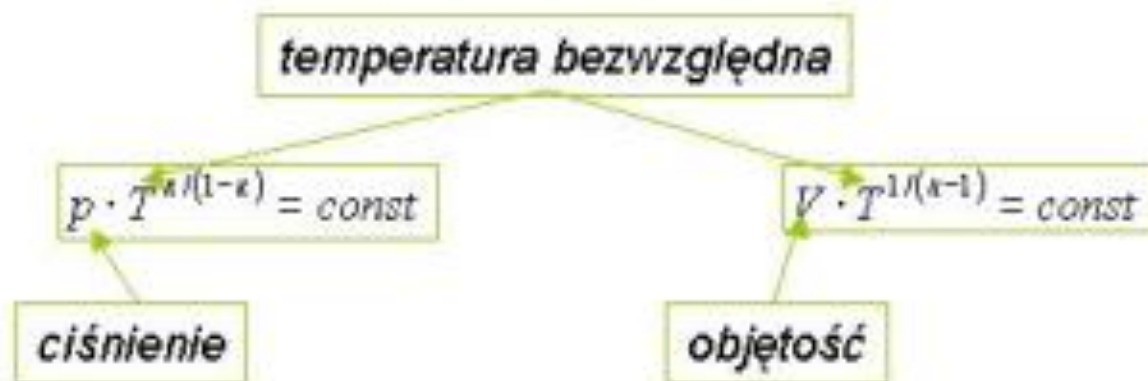 temperatura bezwzględna
p · T^κ/(1−κ) = const
V · T^1/(κ−1) = const
ciśnienie
objętość